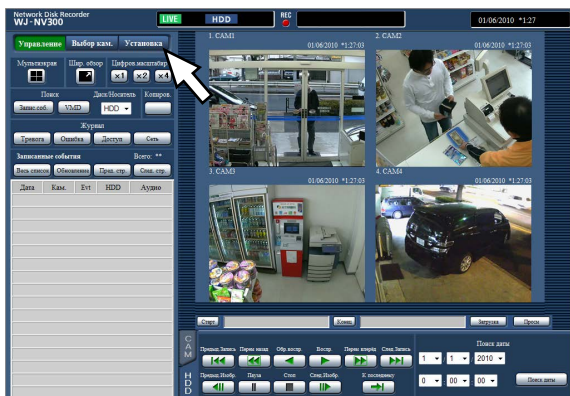 Network Disk Recorder
WJ-NV300
LIVE
HDD
REC
01/06/2010 *1:27
Управление
Выбор кам.
Установка
Мультиэкран
Шир. обзор
Цифров.масштабир.
x1
x2
x4
Поиск
Диск/Носитель
Копиров.
Запис.соб.
VMD
HDD
Журнал
Тревога
Ошибка
Доступ
Сеть
Записанные события
Всего: **
Весь список
Обновление
Пред. стр.
След. стр.
Дата
Кам.
Evt
HDD
Аудио
1. CAM1
01/06/2010 *1:27:03
2. CAM2
01/06/2010 *1:27:03
3. CAM3
01/06/2010 *1:27:03
4. CAM4
01/06/2010 *1:27:03
Старт
Конец
Загрузка
CAM
HDD
Предыд.Запись
Перем назад
Обр.воспр.
Воспр.
Перем вперёд
След.Запись
Предыд.Изобр.
Пауза
Стоп
След.Изобр.
К последнему
Поиск даты
1
1
2010
0
00
00
Поиск даты